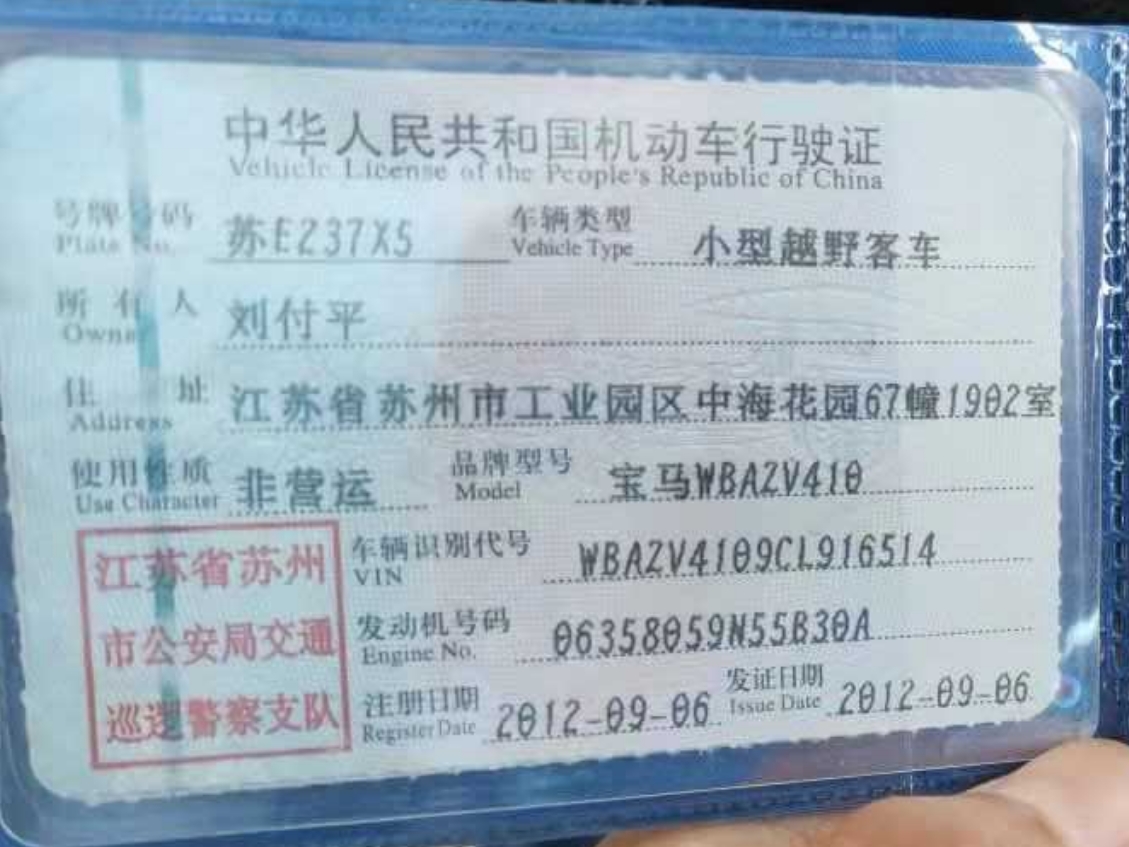 中华人民共和国机动车行驶证
Vehicle License of the People's Republic of China
号牌号码 苏E237X5 车辆类型 小型越野客车
Plate No. Vehicle Type
所有人 刘付平
Owner
住址 江苏省苏州市工业园区中海花园67幢1902室
Address
使用性质 非营运 品牌型号 宝马WBAZV410
Use Character Model
江苏省苏州
市公安局交通
巡逻警察支队
车辆识别代号 WBAZV4109CL916514
VIN
发动机号码 06358059N55B30A
Engine No.
注册日期 2012-09-06 发证日期 2012-09-06
Register Date Issue Date